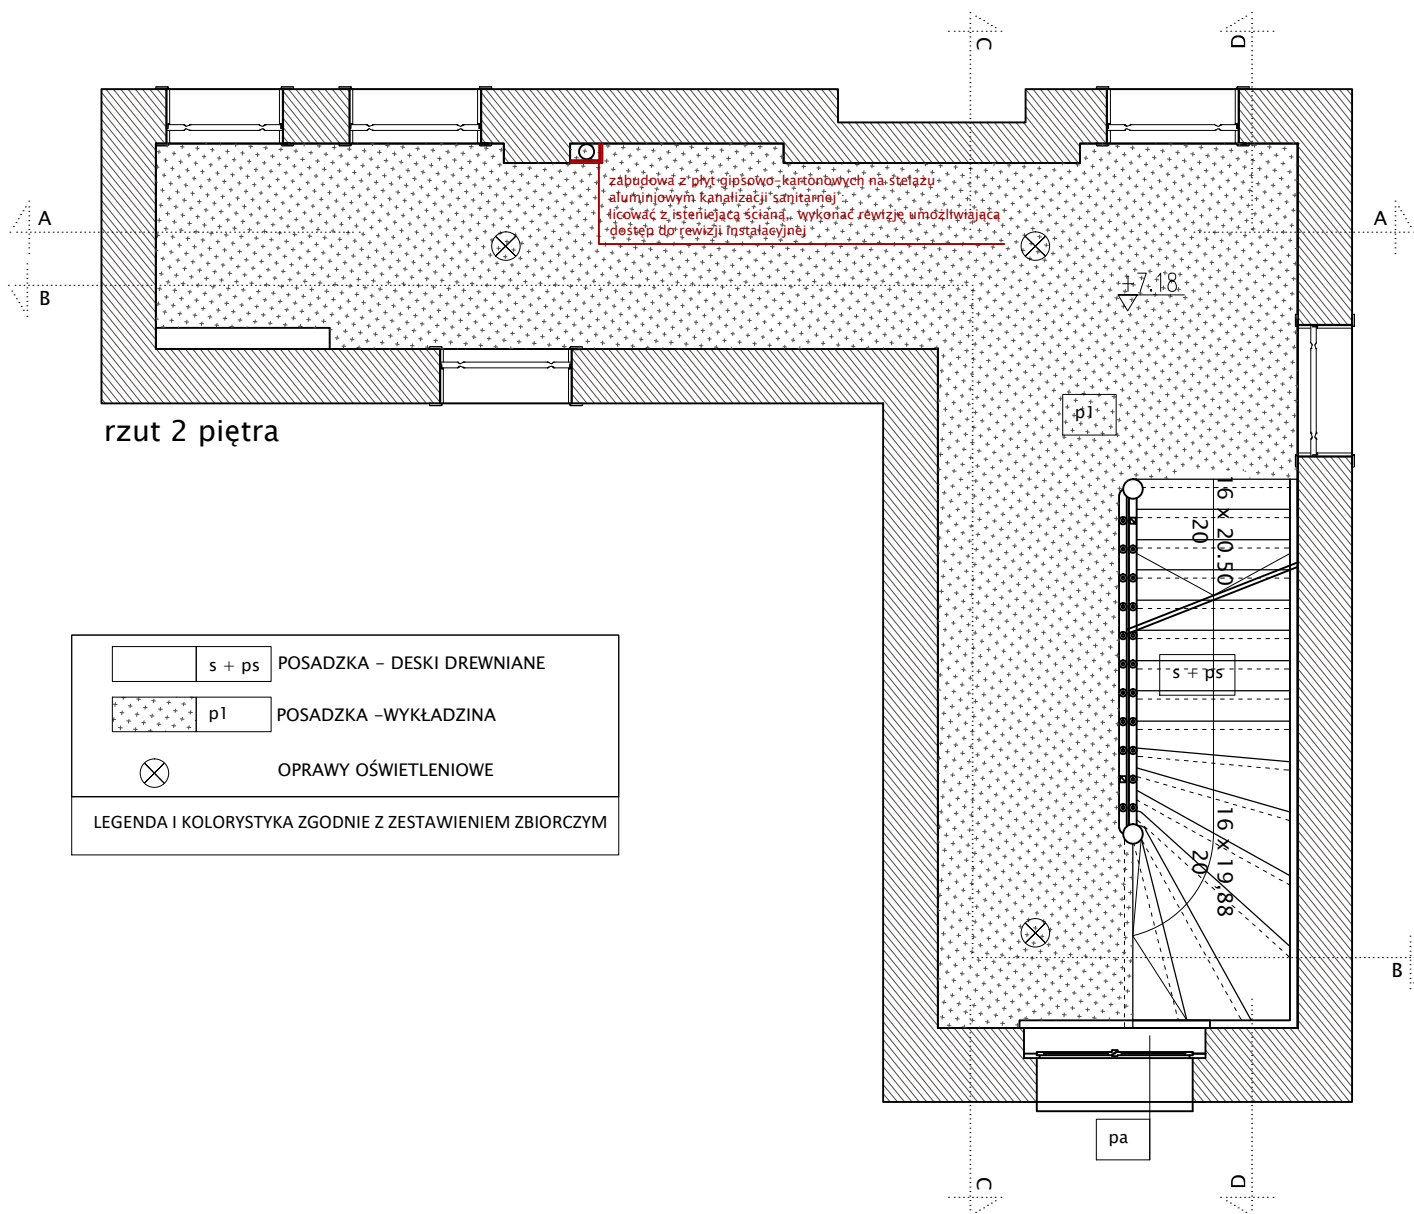 C
D
zabudowa z płyt gipsowo-kartonowych na stelażu
aluminiowym kanalizacji sanitarnej .
licować z isteniejącą ścianą, wykonać rewizję umożliwiającą
dostęp do rewizji instalacyjnej
A
A
B
+7.18
p1
rzut 2 piętra
16 x 20.50
20
s + ps
s + ps POSADZKA - DESKI DREWNIANE
p1 POSADZKA -WYKŁADZINA
OPRAWY OŚWIETLENIOWE
LEGENDA I KOLORYSTYKA ZGODNIE Z ZESTAWIENIEM ZBIORCZYM
16 x 19,88
20
B
pa
C
D